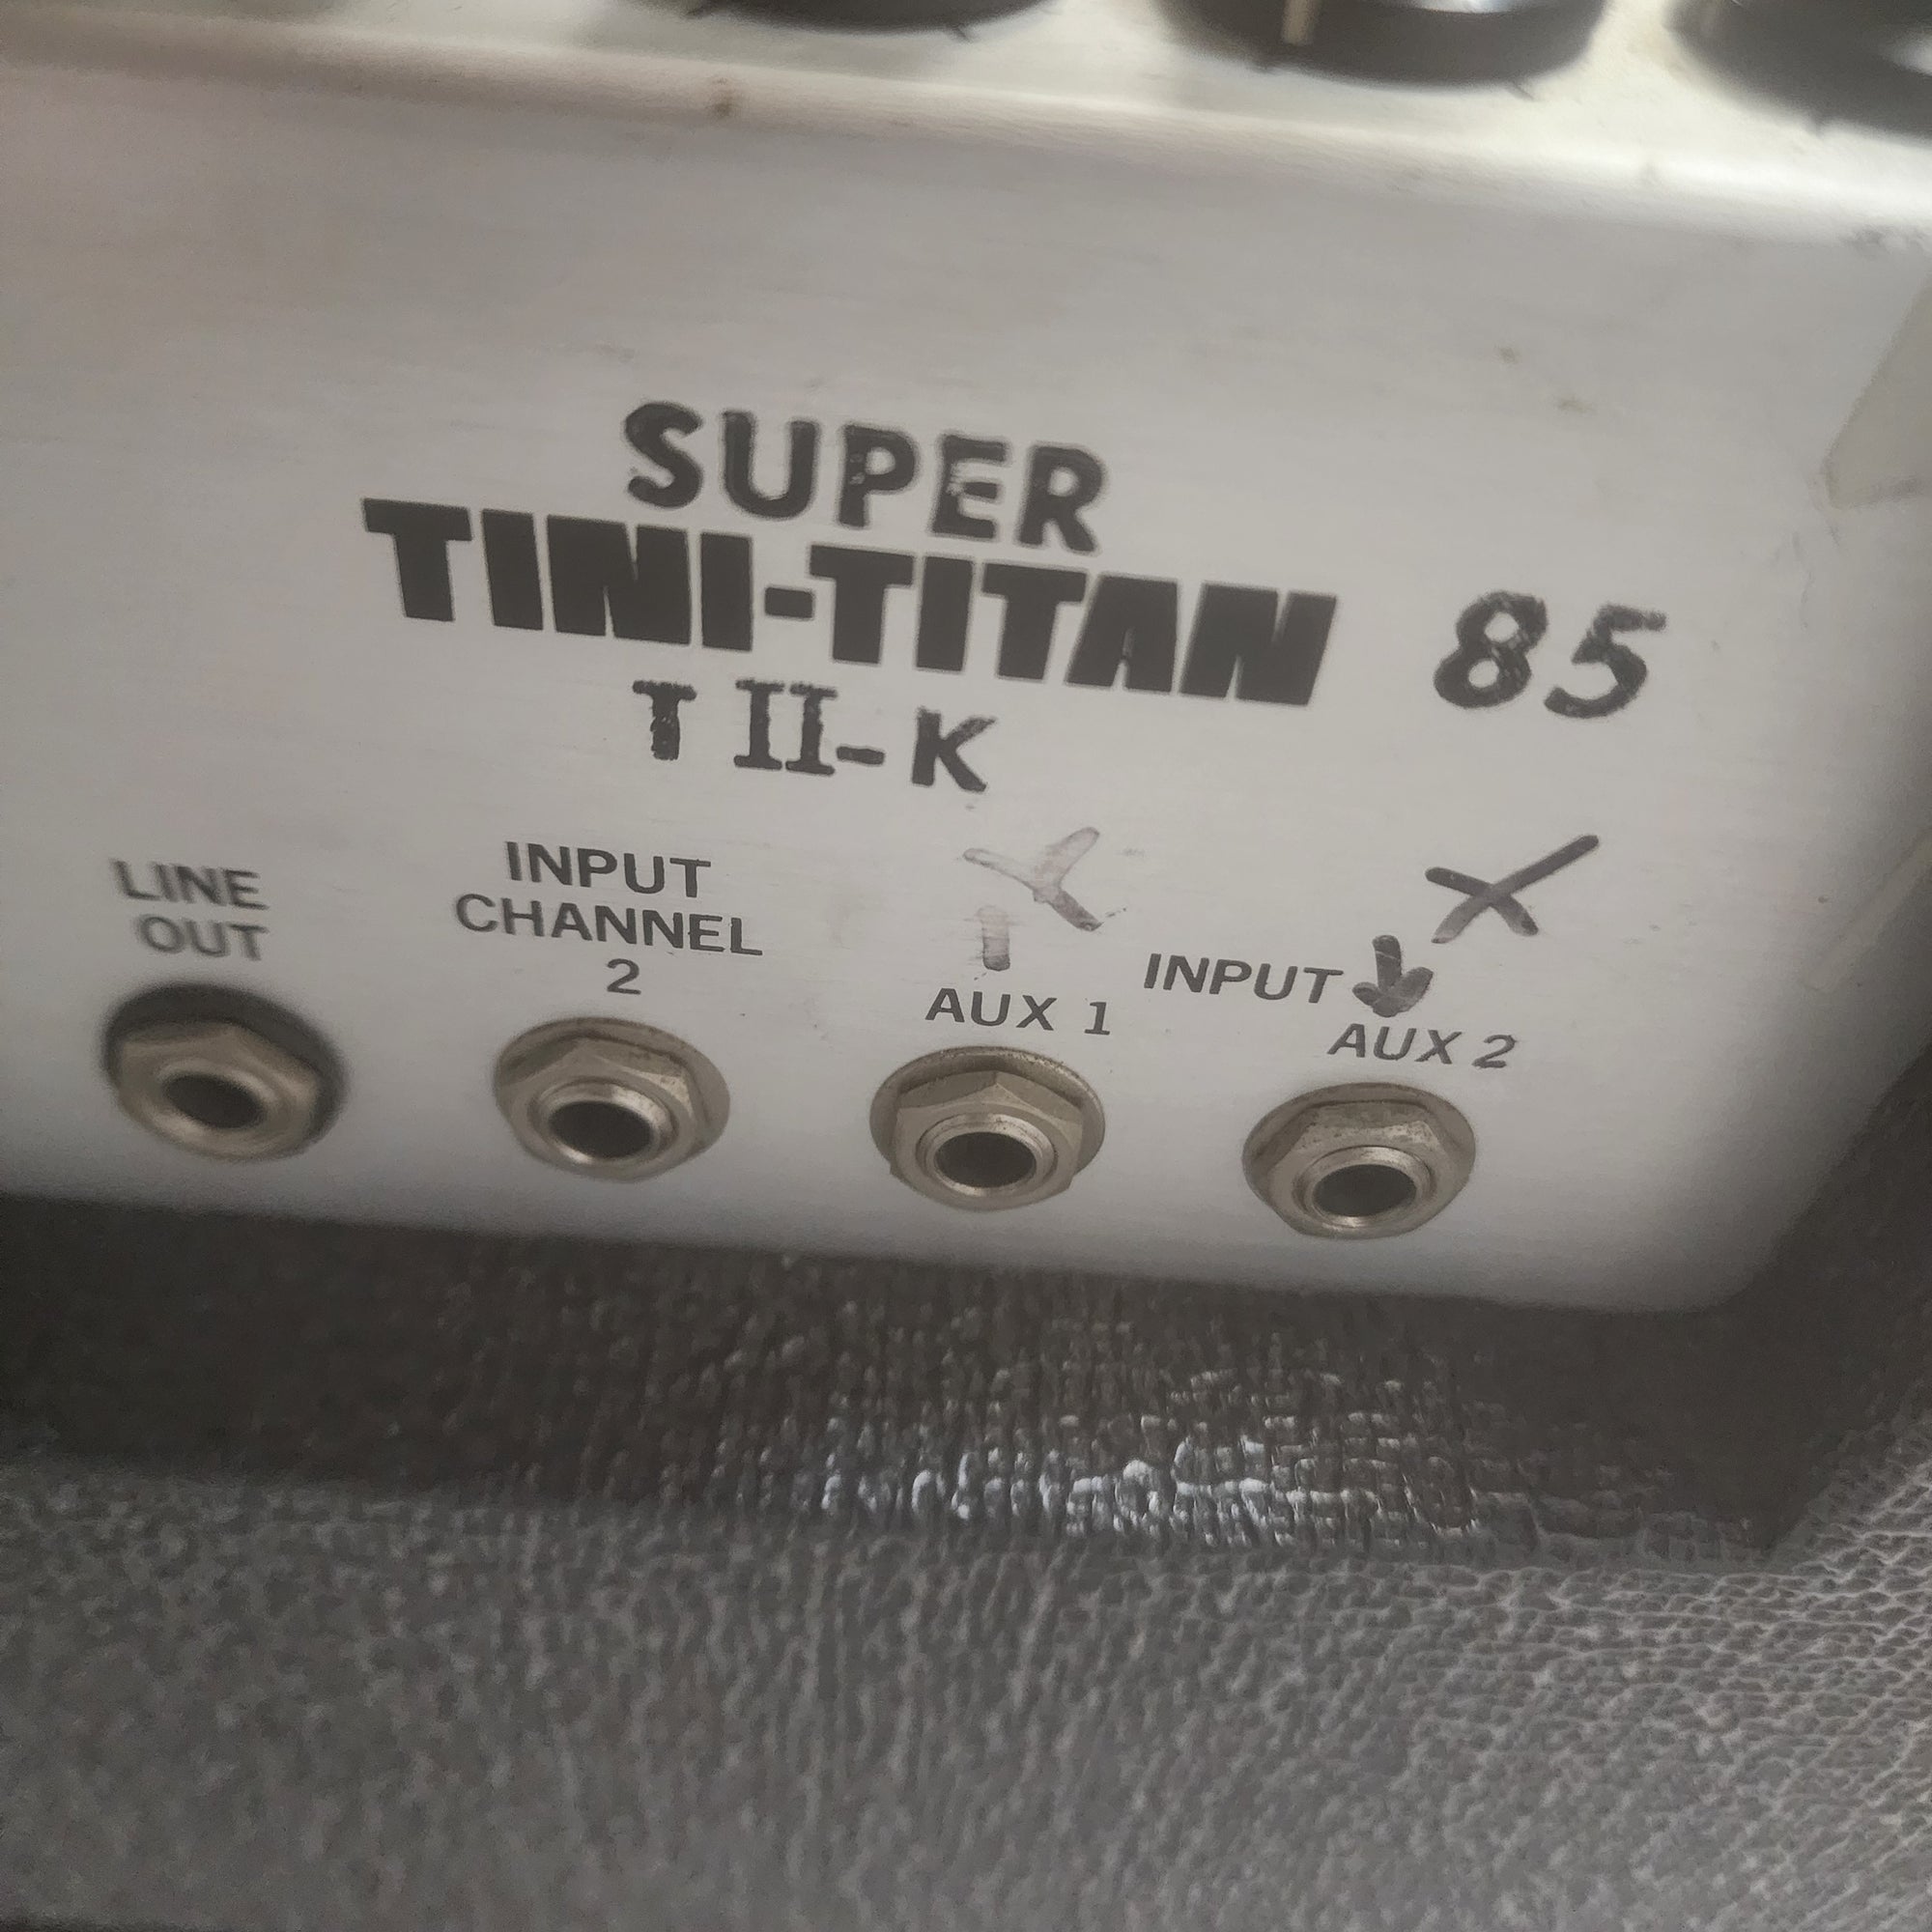 SUPER
TINI-TITAN 85
T II-K
LINE
OUT
INPUT
CHANNEL
2
AUX 1
INPUT
AUX 2